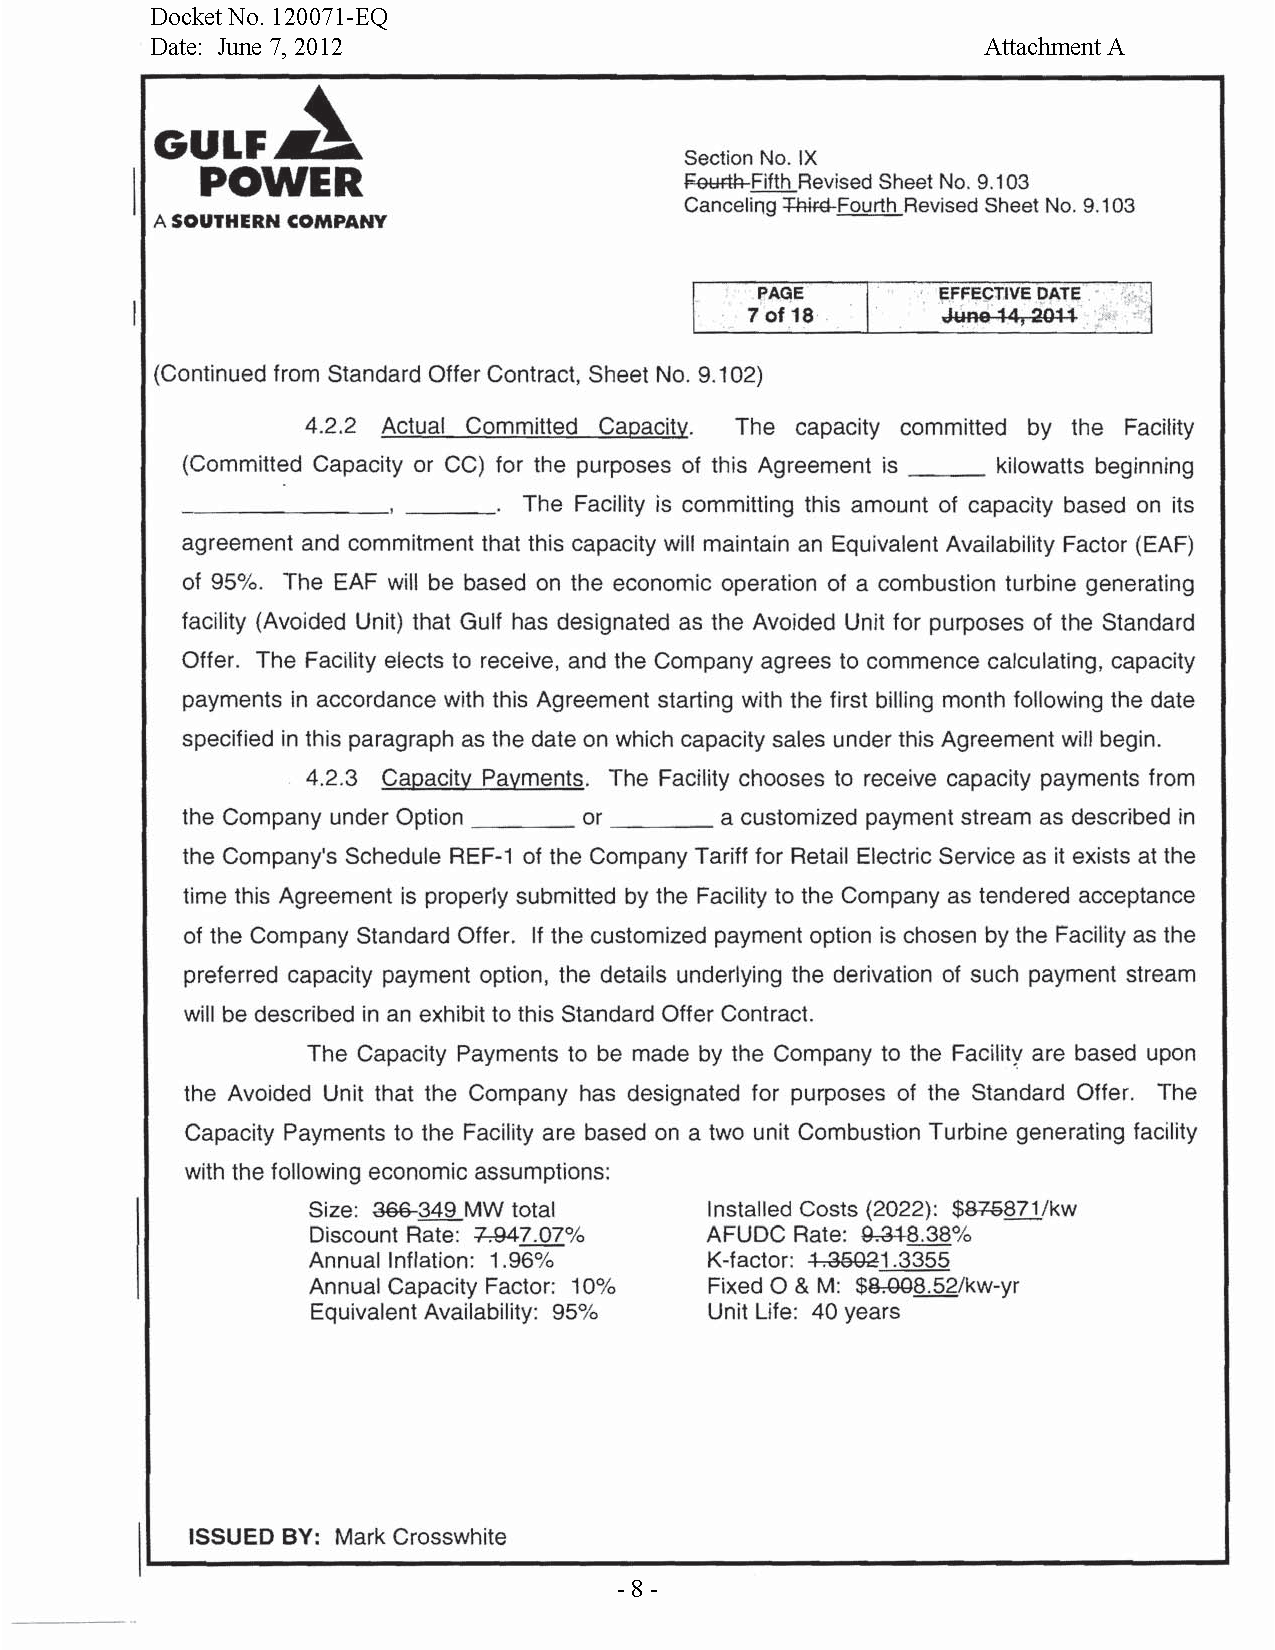 Docket No. 120071-EQ
Date: June 7, 2012
Attachment A
GULF
POWER
A SOUTHERN COMPANY
Section No. IX
Fourth Fifth Revised Sheet No. 9.103
Canceling Third Fourth Revised Sheet No. 9.103
PAGE
7 of 18
EFFECTIVE DATE
June 14, 2011
(Continued from Standard Offer Contract, Sheet No. 9.102)
4.2.2 Actual Committed Capacity. The capacity committed by the Facility
(Committed Capacity or CC) for the purposes of this Agreement is ______ kilowatts beginning
________________, _______. The Facility is committing this amount of capacity based on its
agreement and commitment that this capacity will maintain an Equivalent Availability Factor (EAF)
of 95%. The EAF will be based on the economic operation of a combustion turbine generating
facility (Avoided Unit) that Gulf has designated as the Avoided Unit for purposes of the Standard
Offer. The Facility elects to receive, and the Company agrees to commence calculating, capacity
payments in accordance with this Agreement starting with the first billing month following the date
specified in this paragraph as the date on which capacity sales under this Agreement will begin.
4.2.3 Capacity Payments. The Facility chooses to receive capacity payments from
the Company under Option ________ or ________ a customized payment stream as described in
the Company's Schedule REF-1 of the Company Tariff for Retail Electric Service as it exists at the
time this Agreement is properly submitted by the Facility to the Company as tendered acceptance
of the Company Standard Offer. If the customized payment option is chosen by the Facility as the
preferred capacity payment option, the details underlying the derivation of such payment stream
will be described in an exhibit to this Standard Offer Contract.
The Capacity Payments to be made by the Company to the Facility are based upon
the Avoided Unit that the Company has designated for purposes of the Standard Offer. The
Capacity Payments to the Facility are based on a two unit Combustion Turbine generating facility
with the following economic assumptions:
Size: 366 349 MW total
Discount Rate: 7.947.07%
Annual Inflation: 1.96%
Annual Capacity Factor: 10%
Equivalent Availability: 95%
Installed Costs (2022): $875871/kw
AFUDC Rate: 9.318.38%
K-factor: 1.35021.3355
Fixed O & M: $8.008.52/kw-yr
Unit Life: 40 years
ISSUED BY: Mark Crosswhite
- 8 -